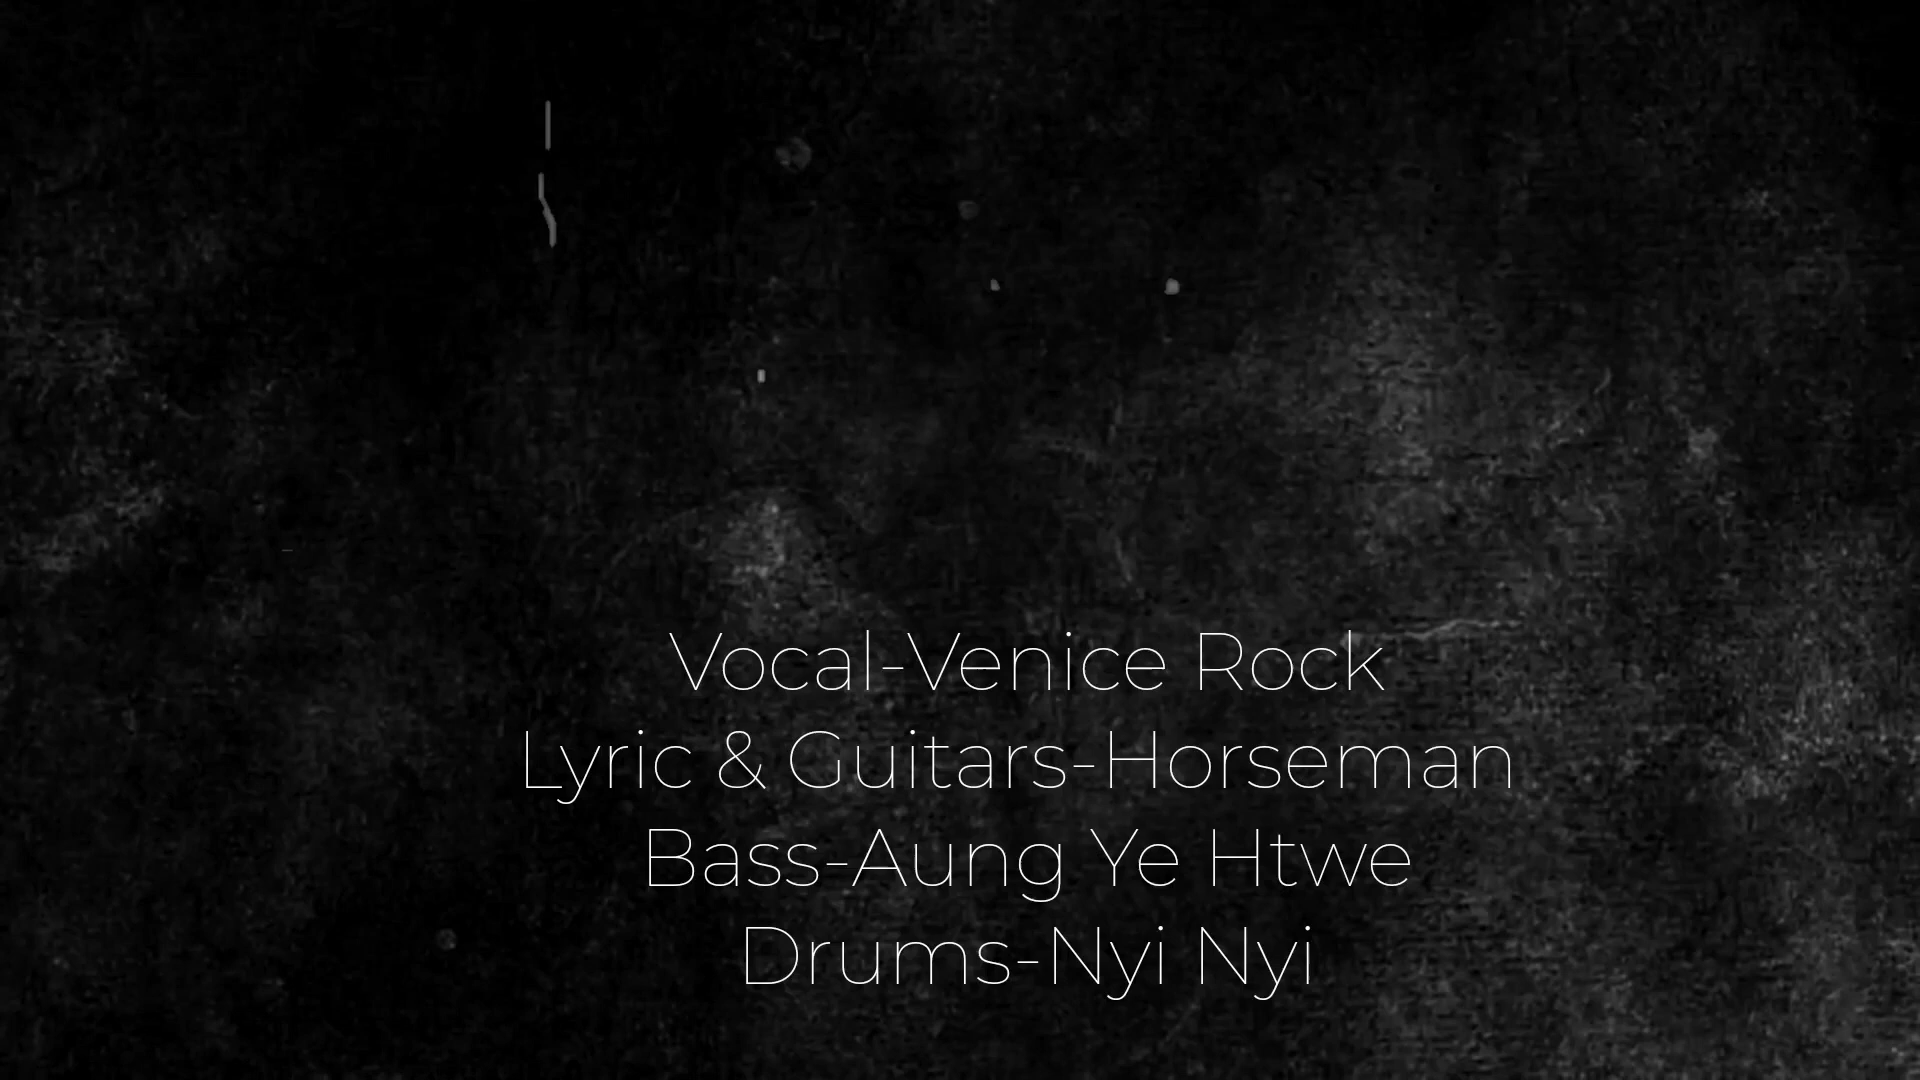 Vocal-Venice Rock
Lyric & Guitars-Horseman
Bass-Aung Ye Htwe
Drums-Nyi Nyi